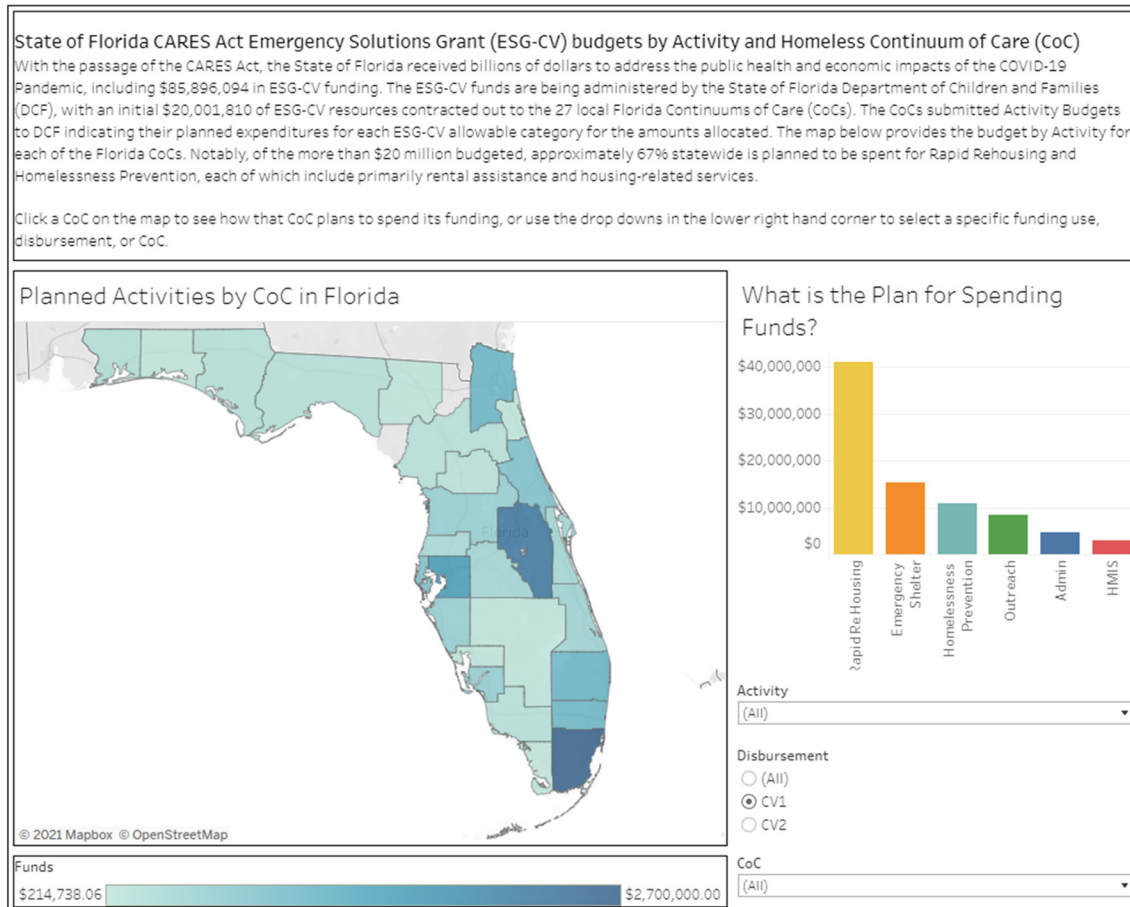 State of Florida CARES Act Emergency Solutions Grant (ESG-CV) budgets by Activity and Homeless Continuum of Care (CoC)
With the passage of the CARES Act, the State of Florida received billions of dollars to address the public health and economic impacts of the COVID-19
Pandemic, including $85,896,094 in ESG-CV funding. The ESG-CV funds are being administered by the State of Florida Department of Children and Families
(DCF), with an initial $20,001,810 of ESG-CV resources contracted out to the 27 local Florida Continuums of Care (CoCs). The CoCs submitted Activity Budgets
to DCF indicating their planned expenditures for each ESG-CV allowable category for the amounts allocated. The map below provides the budget by Activity for
each of the Florida CoCs. Notably, of the more than $20 million budgeted, approximately 67% statewide is planned to be spent for Rapid Rehousing and
Homelessness Prevention, each of which include primarily rental assistance and housing-related services.
Click a CoC on the map to see how that CoC plans to spend its funding, or use the drop downs in the lower right hand corner to select a specific funding use,
disbursement, or CoC.
Planned Activities by CoC in Florida
Florida
© 2021 Mapbox © OpenStreetMap
Funds
$214,738.06
$2,700,000.00
What is the Plan for Spending
Funds?
$40,000,000
$30,000,000
$20,000,000
$10,000,000
$0
Rapid Re Housing
Emergency
Shelter
Homelessness
Prevention
Outreach
Admin
HMIS
Activity
(All)
Disbursement
(All)
CV1
CV2
CoC
(All)